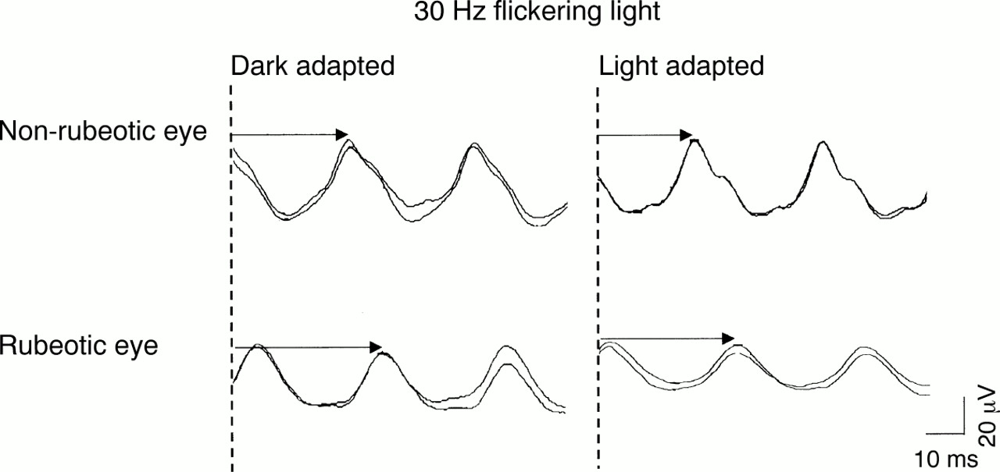 30 Hz flickering light
Dark adapted
Light adapted
Non-rubeotic eye
Rubeotic eye
20 μV
10 ms